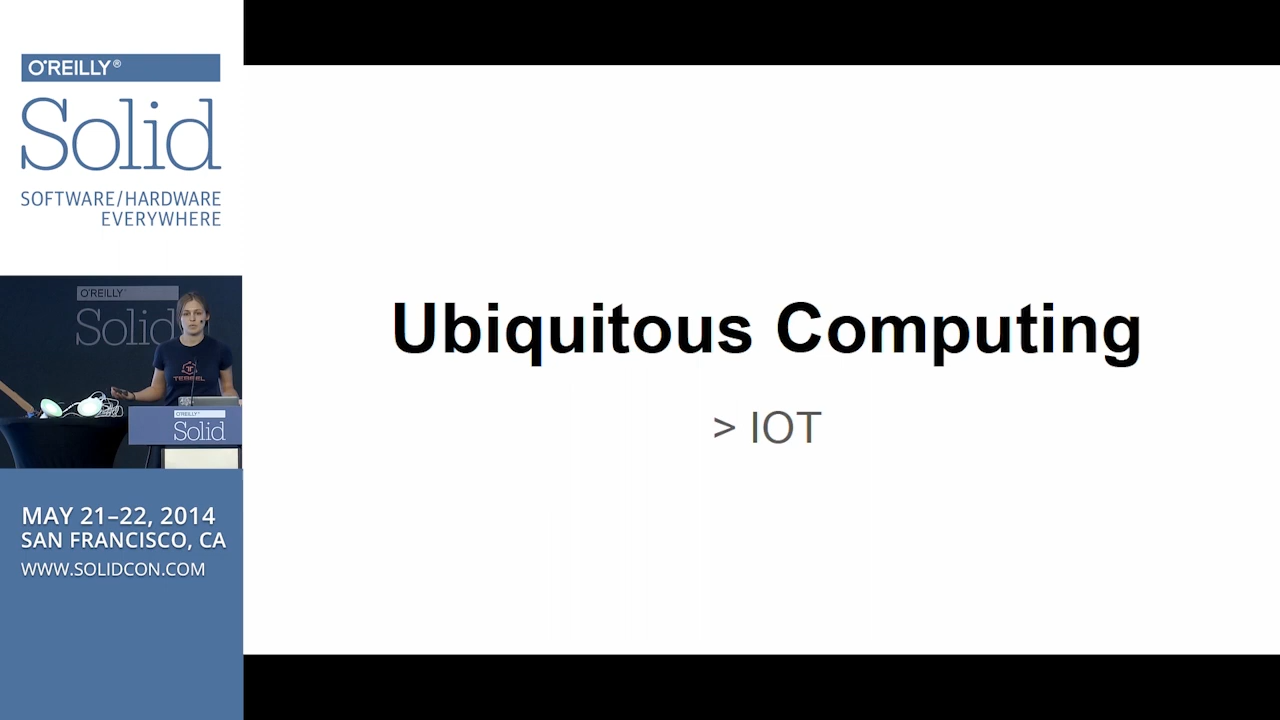 O'REILLY®
Solid
SOFTWARE/HARDWARE
EVERYWHERE
O'REILLY
Solid
TESSEL
O'REILLY
Solid
MAY 21–22, 2014
SAN FRANCISCO, CA
WWW.SOLIDCON.COM
Ubiquitous Computing
> IOT